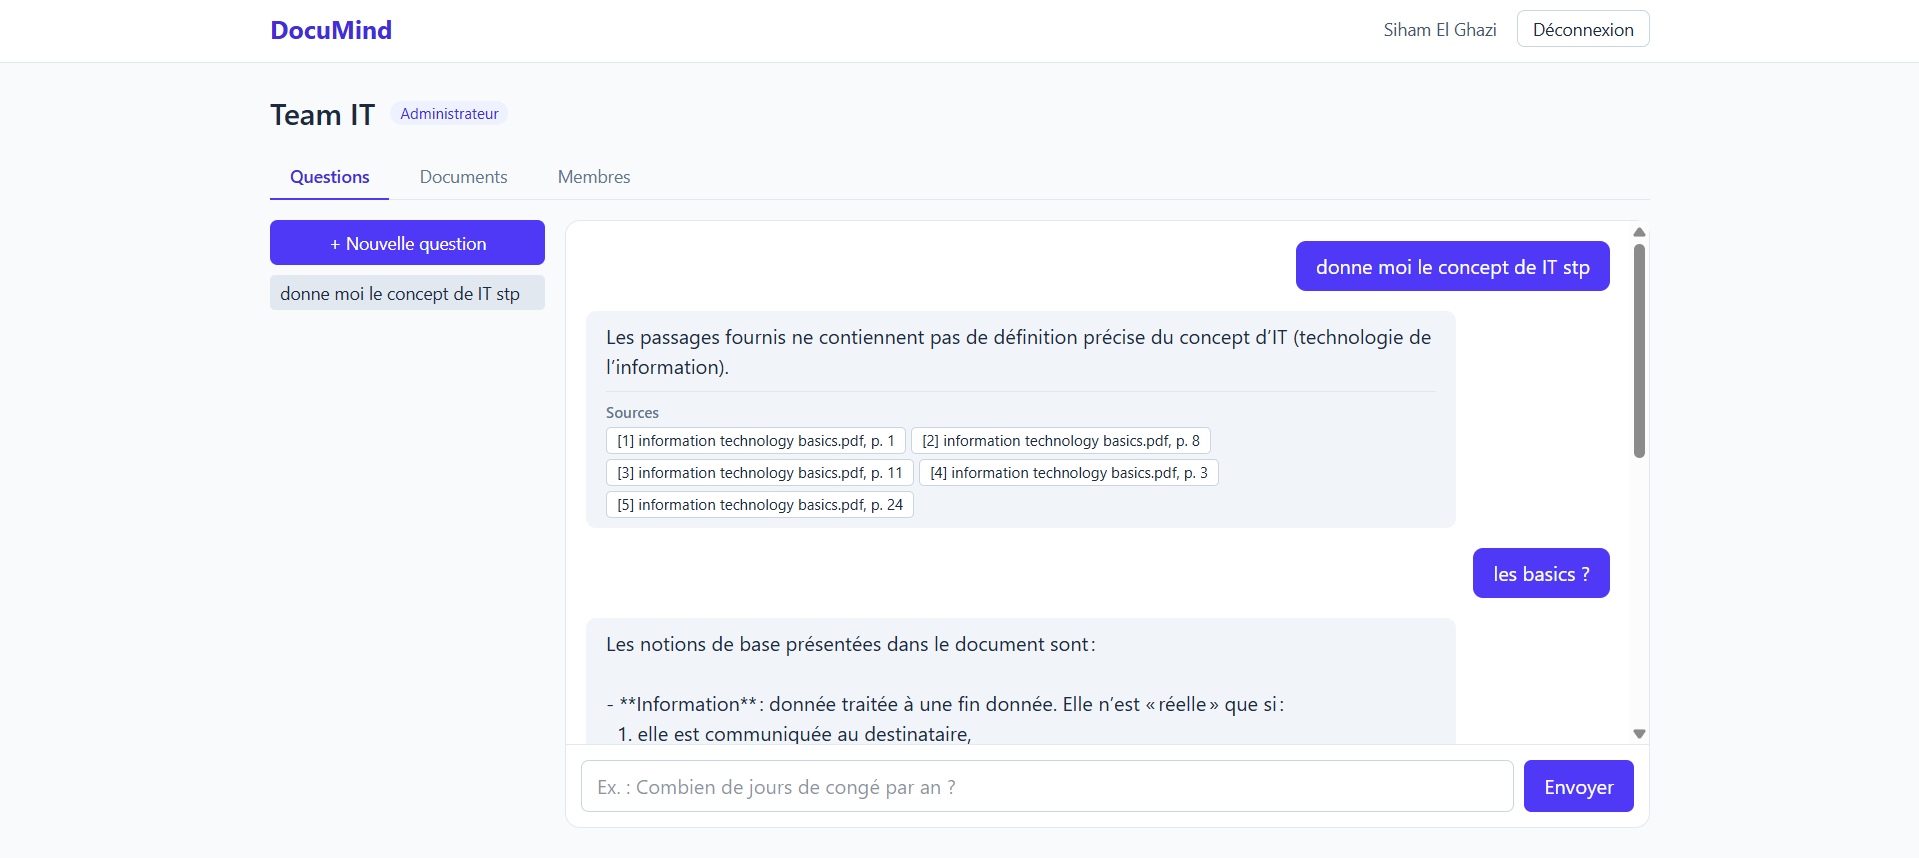 DocuMind
Siham El Ghazi
Déconnexion
Team IT
Administrateur
Questions
Documents
Membres
+ Nouvelle question
donne moi le concept de IT stp
donne moi le concept de IT stp
Les passages fournis ne contiennent pas de définition précise du concept d’IT (technologie de
l’information).
Sources
[1] information technology basics.pdf, p. 1
[2] information technology basics.pdf, p. 8
[3] information technology basics.pdf, p. 11
[4] information technology basics.pdf, p. 3
[5] information technology basics.pdf, p. 24
les basics ?
Les notions de base présentées dans le document sont :
- **Information** : donnée traitée à une fin donnée. Elle n’est « réelle » que si :
1. elle est communiquée au destinataire,
Ex. : Combien de jours de congé par an ?
Envoyer